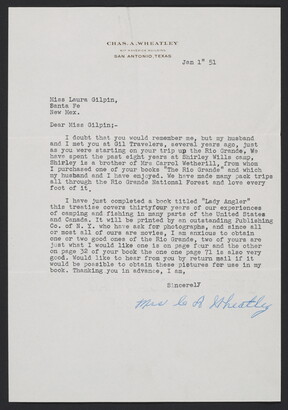 CHAS. A. WHEATLEY
SAN ANTONIO, TEXAS
Jan 1" 51
Miss Laura Gilpin,
Santa Fe
New Mex.
Dear Miss Gilpin;-
I doubt that you would remember me, but my husband
and I met you at Gil Travelers, several years ago, just
as you were starting on your trip up the Rio Grande. We
have spent the past eight years at Shirley Wills camp,
Shirley is a brother of Mrs Carrol Wetherill, from whom
I purchased one of your books "The Rio Grande" and which
my husband and I have enjoyed. We have made many pack trips
all through the Rio Grande National Forest and love every
foot of it.
I have just completed a book titled "Lady Angler"
this treatise covers thirtyfour years of our experiences
of camping and fishing in many parts of the United States
and Canada. It will be printed by an outstanding Publishing
Co. of N. Y. who have ask for photographs, and since all
or most all of ours are movies, I am anxious to obtain
one or two good ones of the Rio Grande, two of yours are
just what I would like one is on page four and the other
on page 32 of your book the one one page 71 is also very
good. Would like to hear from you by return mail if it
would be possible to obtain these pictures for use in my
book. Thanking you in advance, I am,
Sincerely
Mrs C A Wheatley